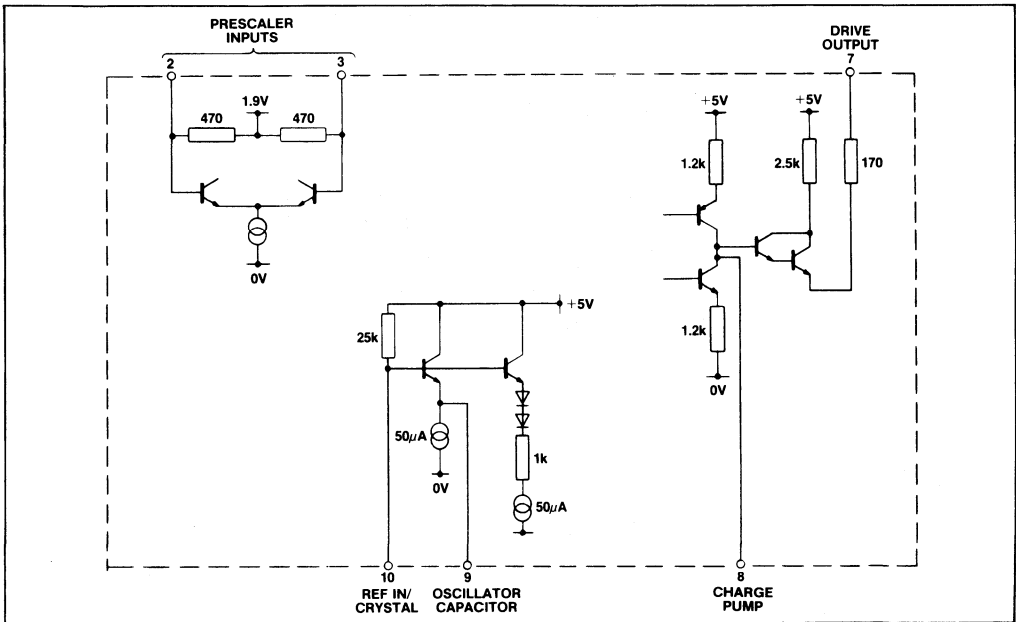 PRESCALER
INPUTS
2
3
1.9V
470
470
0V
DRIVE
OUTPUT
7
+5V
+5V
1.2k
2.5k
170
1.2k
0V
+5V
25k
50μA
0V
1k
50μA
10
REF IN/
CRYSTAL
9
OSCILLATOR
CAPACITOR
8
CHARGE
PUMP